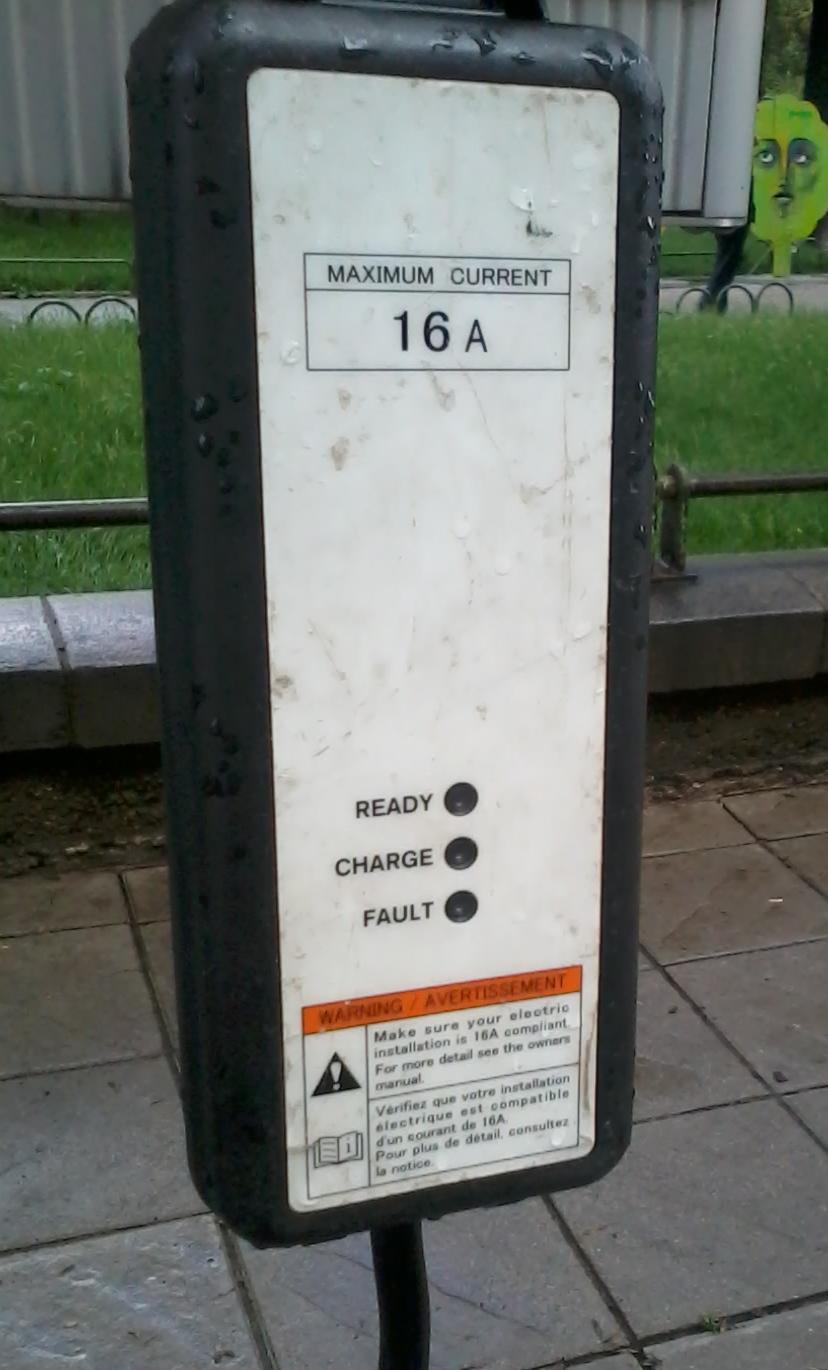 MAXIMUM CURRENT
16 A
READY
CHARGE
FAULT
WARNING / AVERTISSEMENT
Make sure your electric
installation is 16A compliant.
For more detail see the owners
manual.
Vérifiez que votre installation
électrique est compatible
d'un courant de 16A.
Pour plus de détail, consultez
la notice.